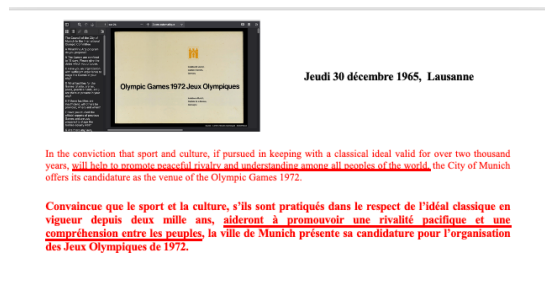 Olympic Games 1972 Jeux Olympiques
Jeudi 30 décembre 1965, Lausanne
In the conviction that sport and culture, if pursued in keeping with a classical ideal valid for over two thousand
years, will help to promote peaceful rivalry and understanding among all peoples of the world, the City of Munich
offers its candidature as the venue of the Olympic Games 1972.
Convaincue que le sport et la culture, s’ils sont pratiqués dans le respect de l’idéal classique en
vigueur depuis deux mille ans, aideront à promouvoir une rivalité pacifique et une
compréhension entre les peuples, la ville de Munich présente sa candidature pour l’organisation
des Jeux Olympiques de 1972.